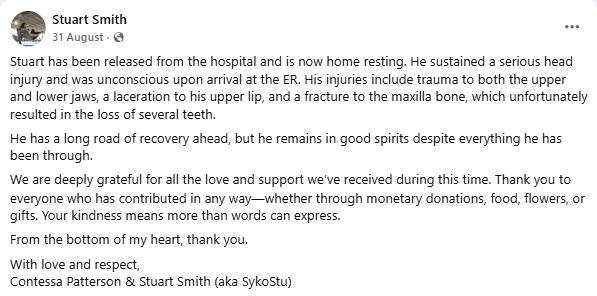 Stuart Smith
31 August ·
Stuart has been released from the hospital and is now home resting. He sustained a serious head
injury and was unconscious upon arrival at the ER. His injuries include trauma to both the upper
and lower jaws, a laceration to his upper lip, and a fracture to the maxilla bone, which unfortunately
resulted in the loss of several teeth.
He has a long road of recovery ahead, but he remains in good spirits despite everything he has
been through.
We are deeply grateful for all the love and support we’ve received during this time. Thank you to
everyone who has contributed in any way—whether through monetary donations, food, flowers, or
gifts. Your kindness means more than words can express.
From the bottom of my heart, thank you.
With love and respect,
Contessa Patterson & Stuart Smith (aka SykoStu)